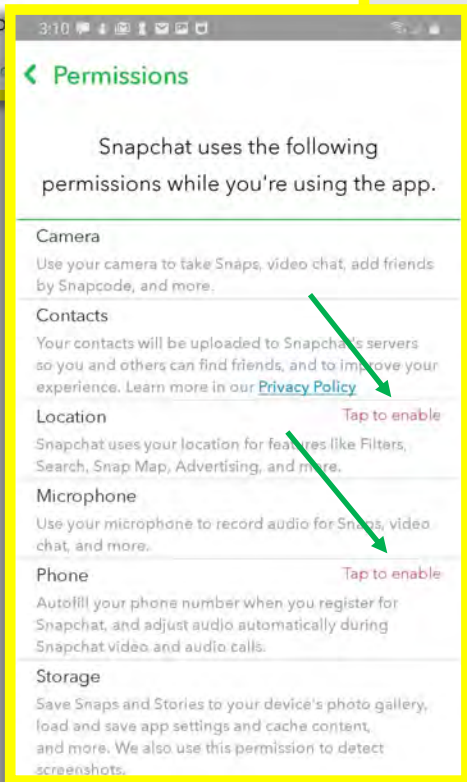 3:10
Permissions
Snapchat uses the following
permissions while you're using the app.
Camera
Use your camera to take Snaps, video chat, add friends
by Snapcode, and more.
Contacts
Your contacts will be uploaded to Snapchat's servers
so you and others can find friends, and to improve your
experience. Learn more in our Privacy Policy
Location Tap to enable
Snapchat uses your location for features like Filters,
Search, Snap Map, Advertising, and more.
Microphone
Use your microphone to record audio for Snaps, video
chat, and more.
Phone Tap to enable
Autofill your phone number when you register for
Snapchat, and adjust audio automatically during
Snapchat video and audio calls.
Storage
Save Snaps and Stories to your device's photo gallery,
load and save app settings and cache content,
and more. We also use this permission to detect
screenshots.